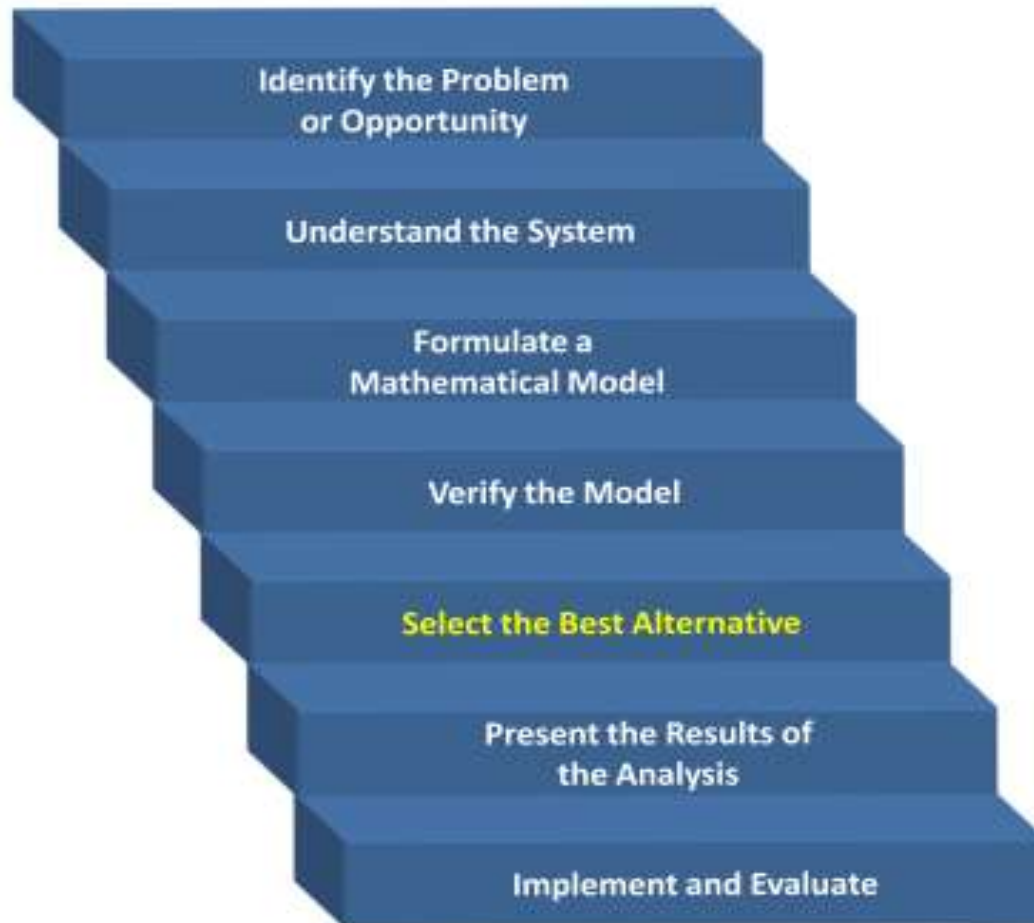 Identify the Problem
or Opportunity
Understand the System
Formulate a
Mathematical Model
Verify the Model
Select the Best Alternative
Present the Results of
the Analysis
Implement and Evaluate